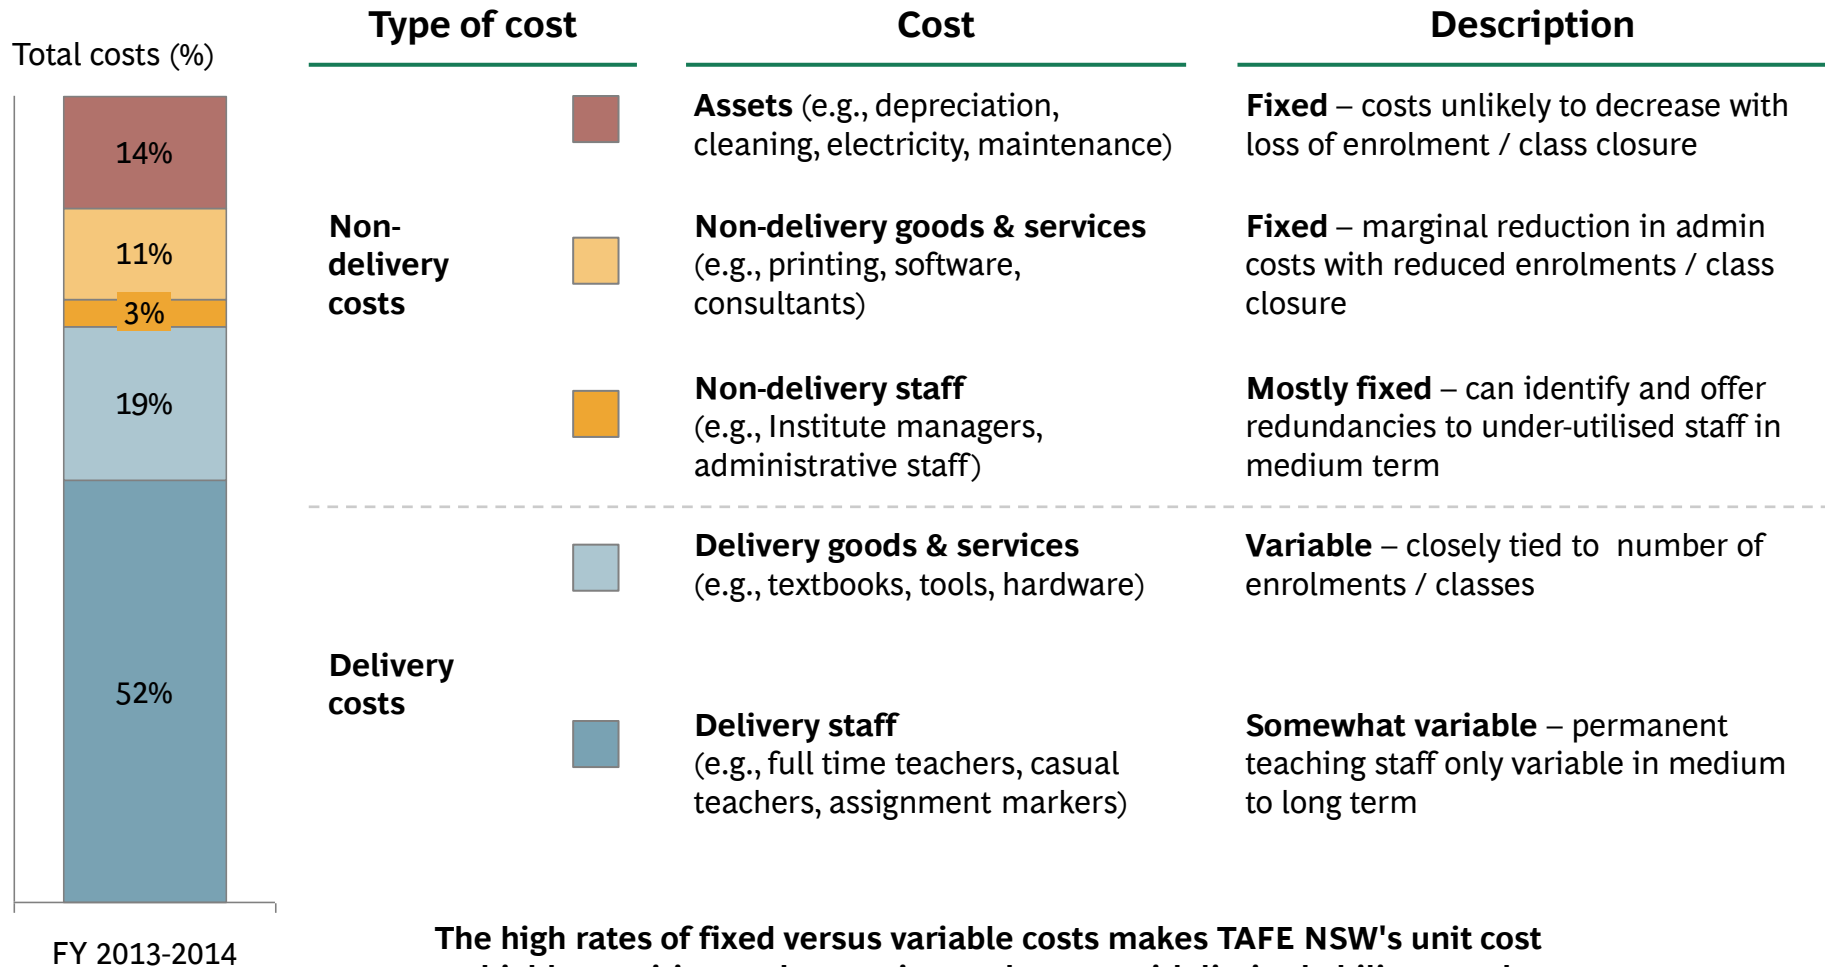 Type of cost
Cost
Description
Total costs (%)
14%
11%
3%
19%
52%
FY 2013-2014
Non-
delivery
costs
Assets (e.g., depreciation,
cleaning, electricity, maintenance)
Fixed – costs unlikely to decrease with
loss of enrolment / class closure
Non-delivery goods & services
(e.g., printing, software,
consultants)
Fixed – marginal reduction in admin
costs with reduced enrolments / class
closure
Non-delivery staff
(e.g., Institute managers,
administrative staff)
Mostly fixed – can identify and offer
redundancies to under-utilised staff in
medium term
Delivery
costs
Delivery goods & services
(e.g., textbooks, tools, hardware)
Variable – closely tied to  number of
enrolments / classes
Delivery staff
(e.g., full time teachers, casual
teachers, assignment markers)
Somewhat variable – permanent
teaching staff only variable in medium
to long term
The high rates of fixed versus variable costs makes TAFE NSW's unit cost